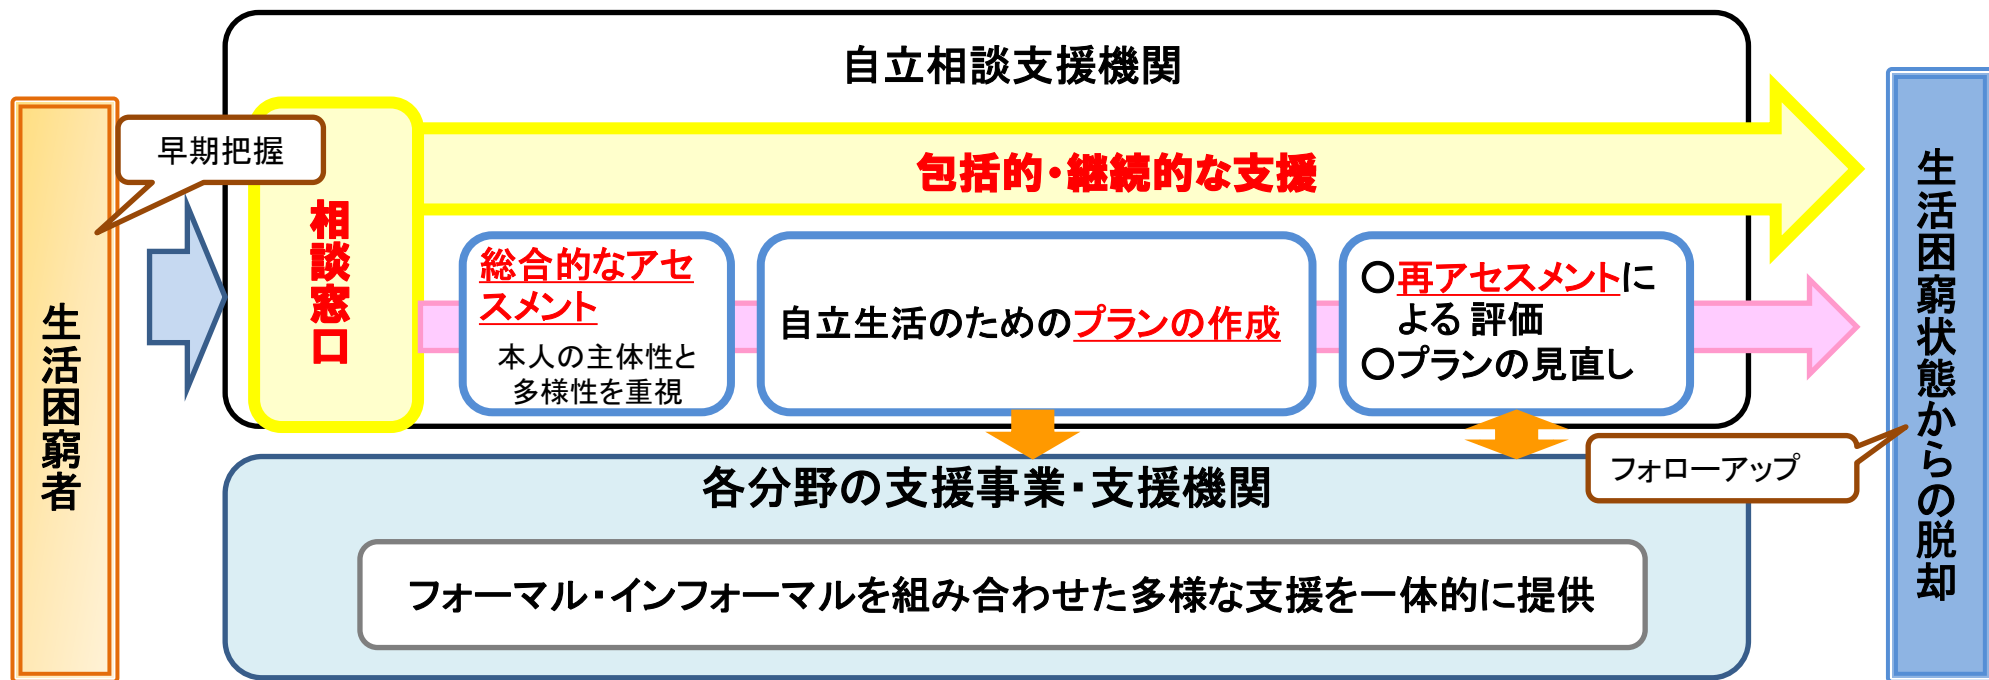 自立相談支援機関
早期把握
包括的・継続的な支援
相談窓口
総合的なアセ
スメント
本人の主体性と
多様性を重視
自立生活のためのプランの作成
○再アセスメントに
よる 評価
○プランの見直し
生活困窮者
生活困窮状態からの脱却
フォローアップ
各分野の支援事業・支援機関
フォーマル・インフォーマルを組み合わせた多様な支援を一体的に提供